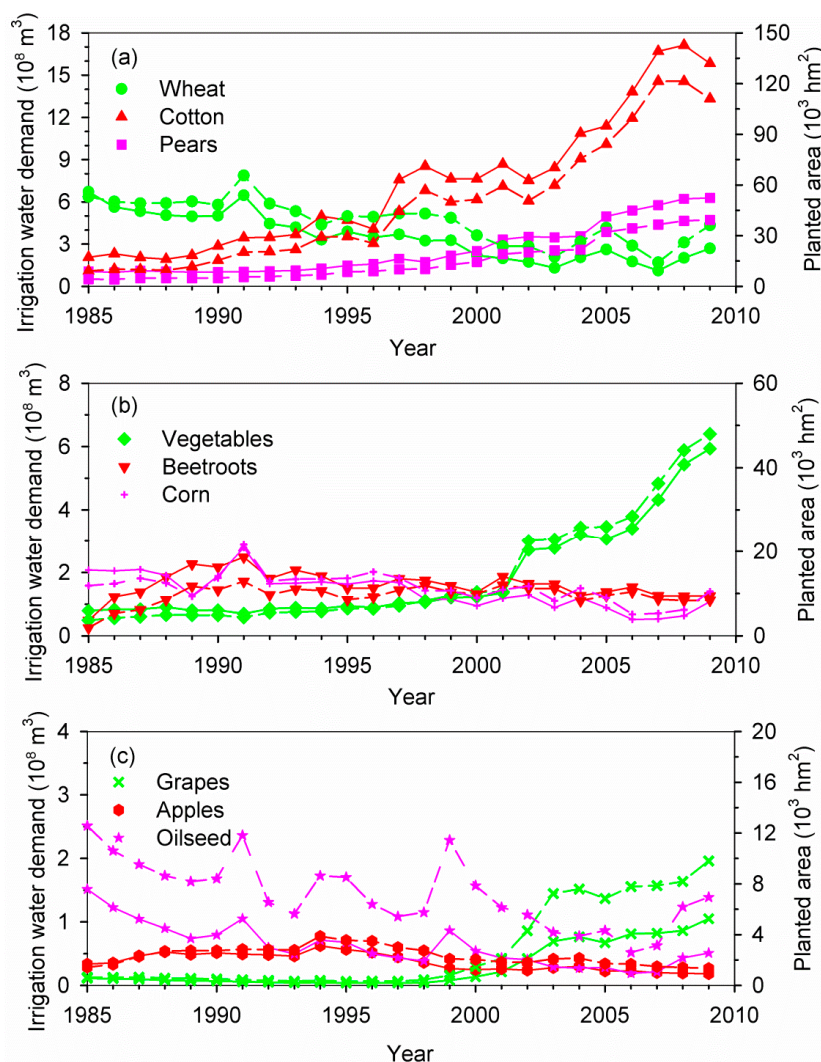 (a)
Wheat
Cotton
Pears
Irrigation water demand (10⁸ m³)
Planted area (10³ hm²)
18
15
12
9
6
3
0
150
120
90
60
30
0
1985 1990 1995 2000 2005 2010
Year
(b)
Vegetables
Beetroots
Corn
Irrigation water demand (10⁸ m³)
Planted area (10³ hm²)
8
6
4
2
0
60
40
20
0
1985 1990 1995 2000 2005 2010
Year
(c)
Grapes
Apples
Oilseed
Irrigation water demand (10⁸ m³)
Planted area (10³ hm²)
4
3
2
1
0
20
16
12
8
4
0
1985 1990 1995 2000 2005 2010
Year